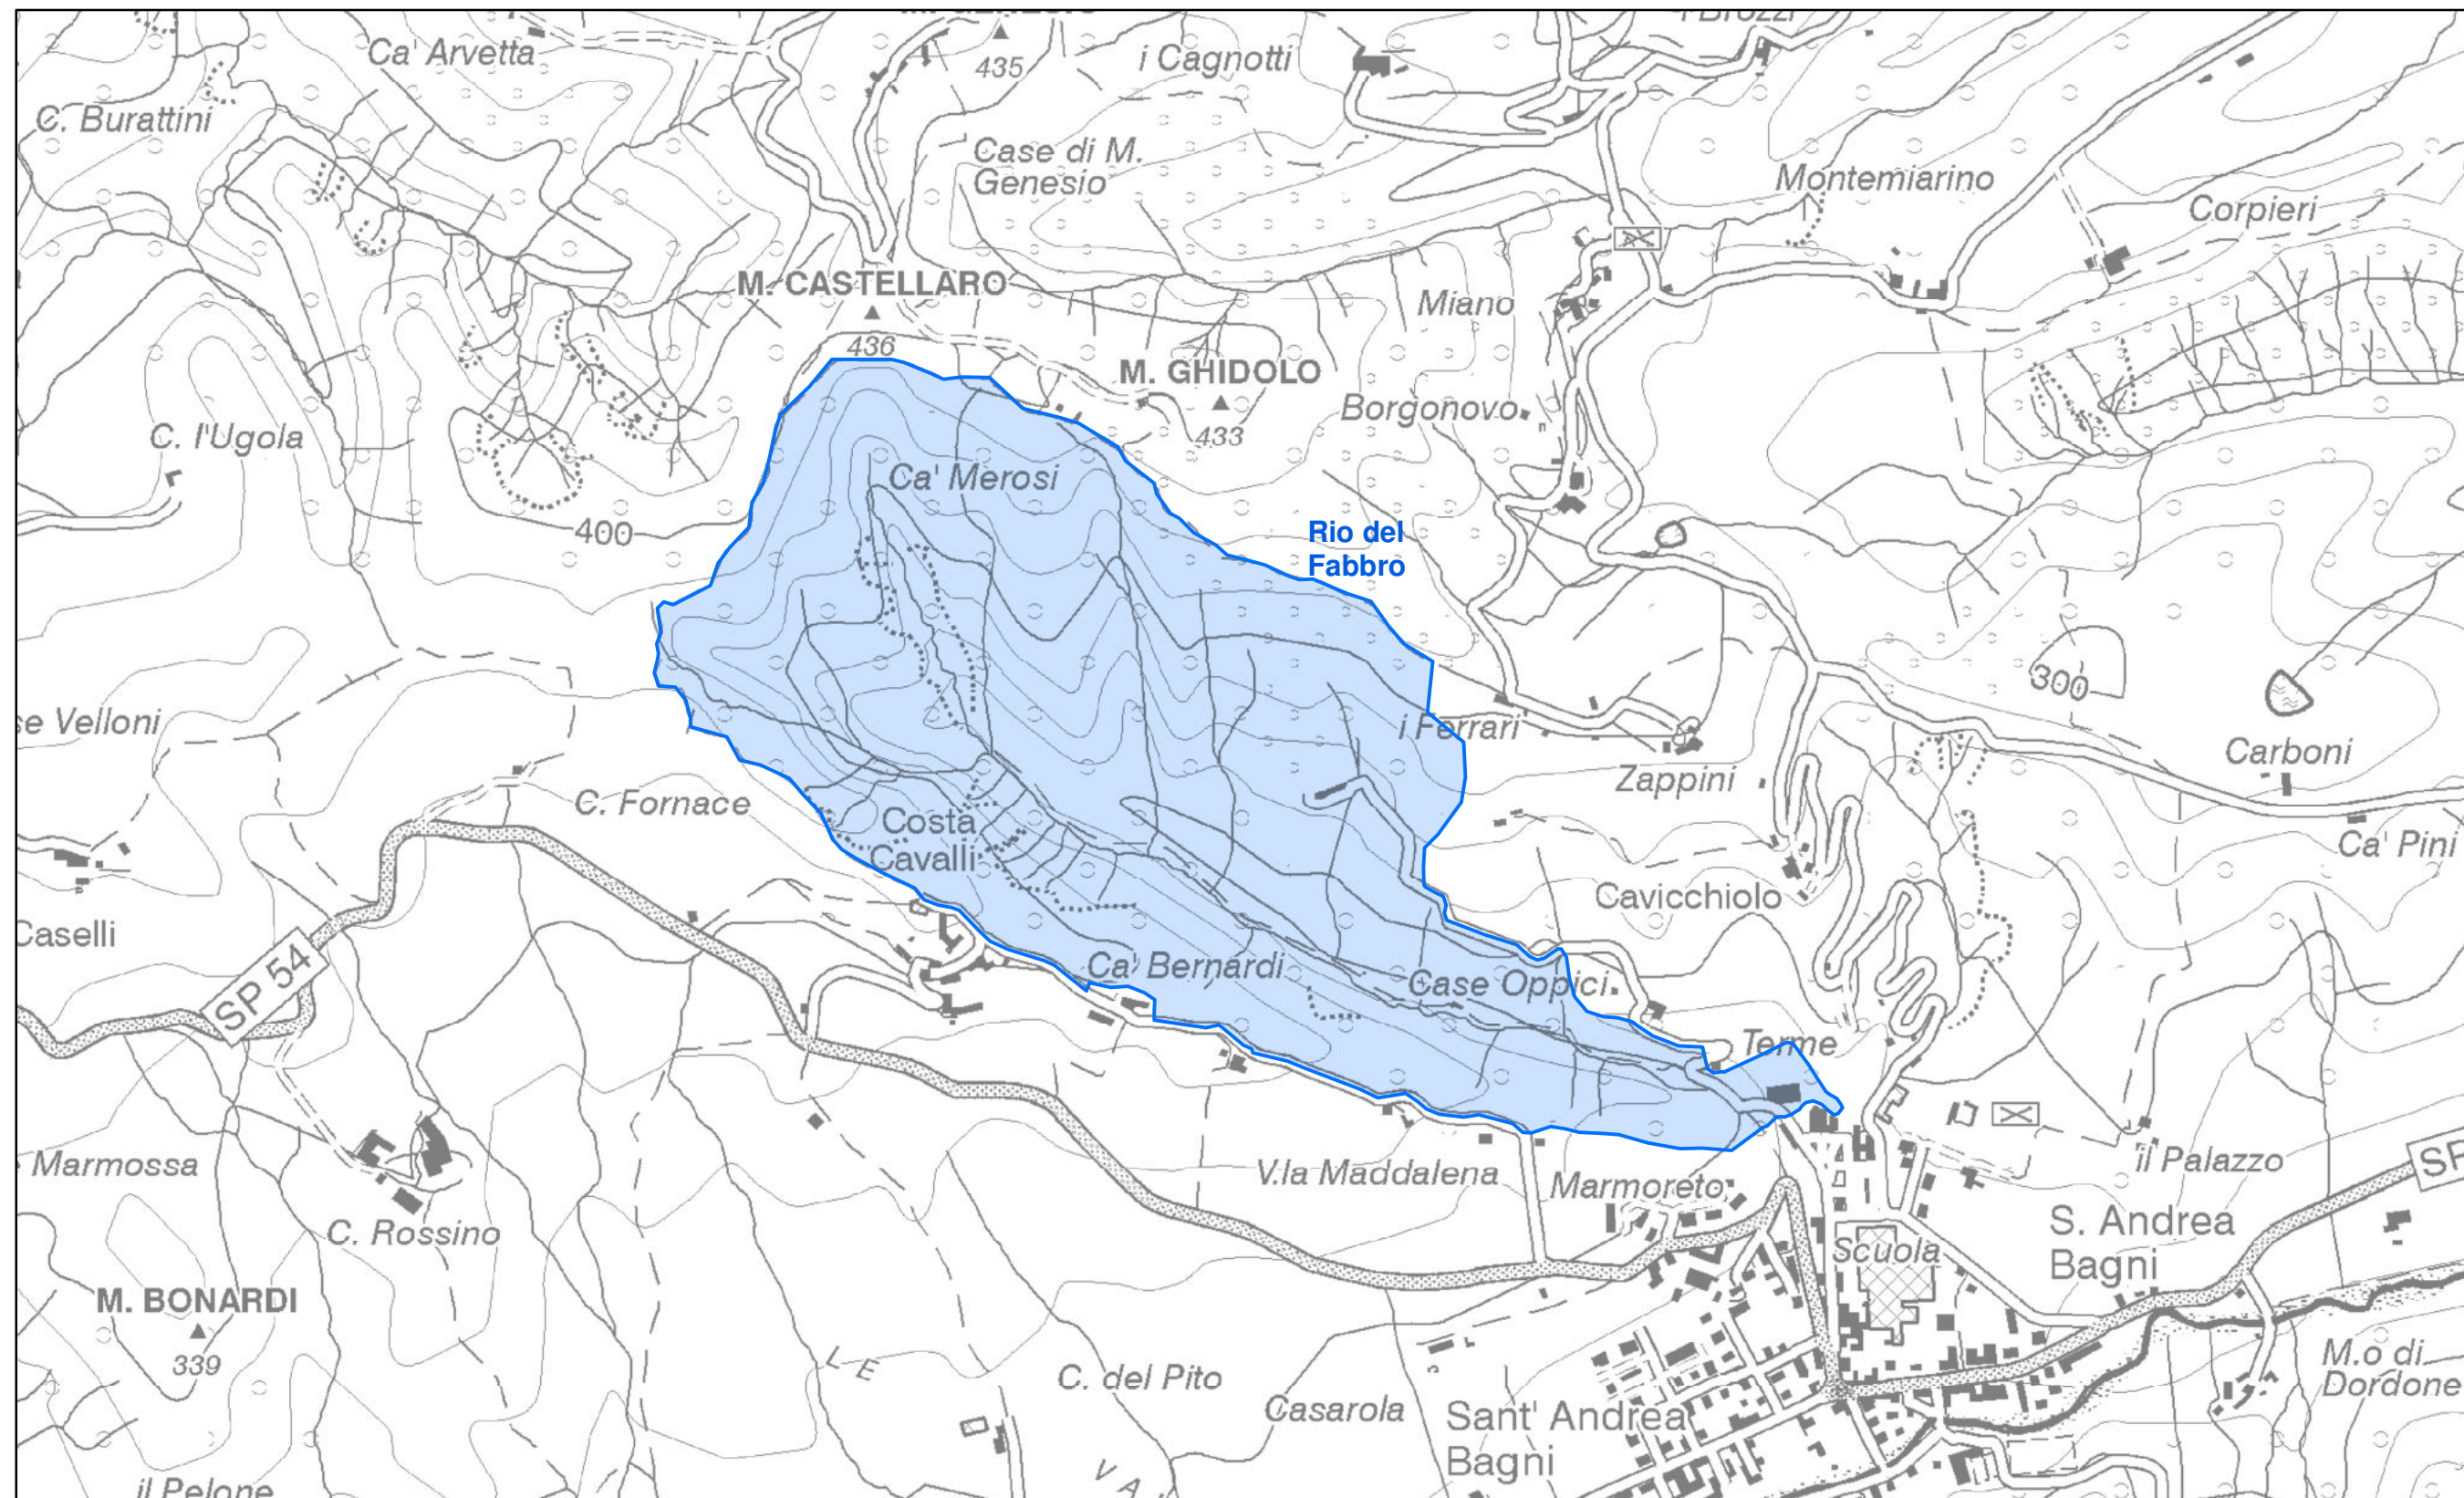 Ca' Arvetta
435
i Cagnotti
C. Burattini
Case di M.
Genesio
Montemiarino
Corpieri
M. CASTELLARO
436
Miano
M. GHIDOLO
433
Borgonovo
C. l'Ugola
Ca' Merosi
400
Rio del
Fabbro
300
se Velloni
i Ferrari
Zappini
Carboni
C. Fornace
Costa
Cavalli
Ca' Pini
Cavicchiolo
Caselli
SP 54
Ca' Bernardi
Case Oppici
Terme
Marmossa
V.la Maddalena
Marmoreto
il Palazzo
SP
C. Rossino
Scuola
S. Andrea
Bagni
M. BONARDI
339
L E
C. del Pito
Casarola
M.o di
Dordone
Sant' Andrea
Bagni
V A
il Pelone